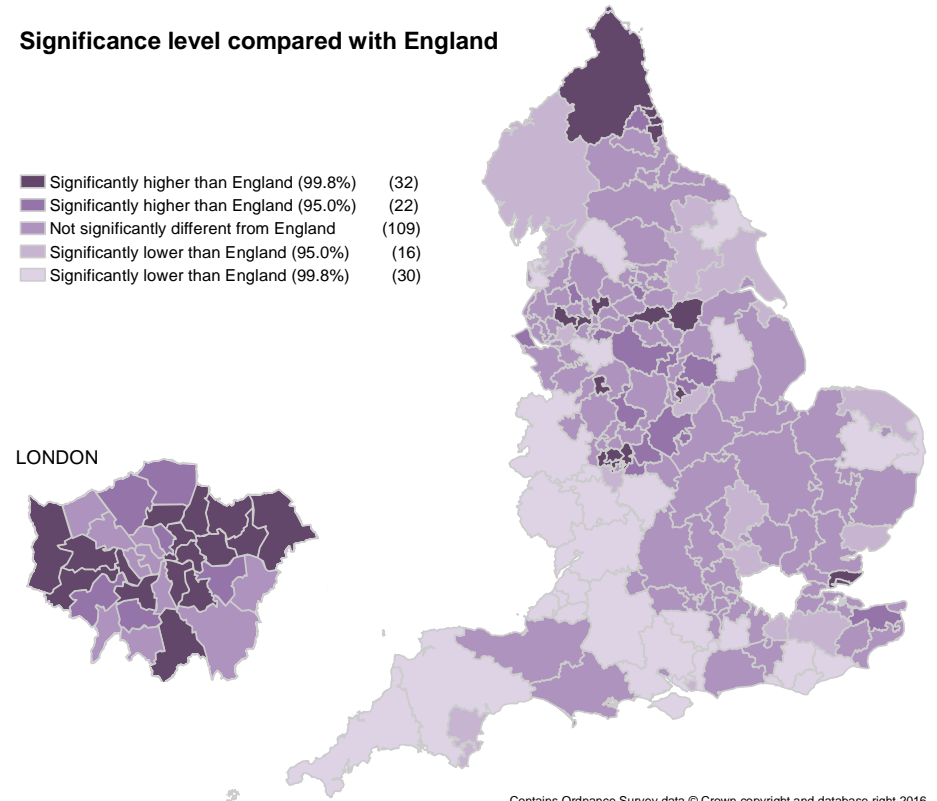 Significance level compared with England
Significantly higher than England (99.8%) (32)
Significantly higher than England (95.0%) (22)
Not significantly different from England (109)
Significantly lower than England (95.0%) (16)
Significantly lower than England (99.8%) (30)
LONDON
Contains Ordnance Survey data © Crown copyright and database right 2016